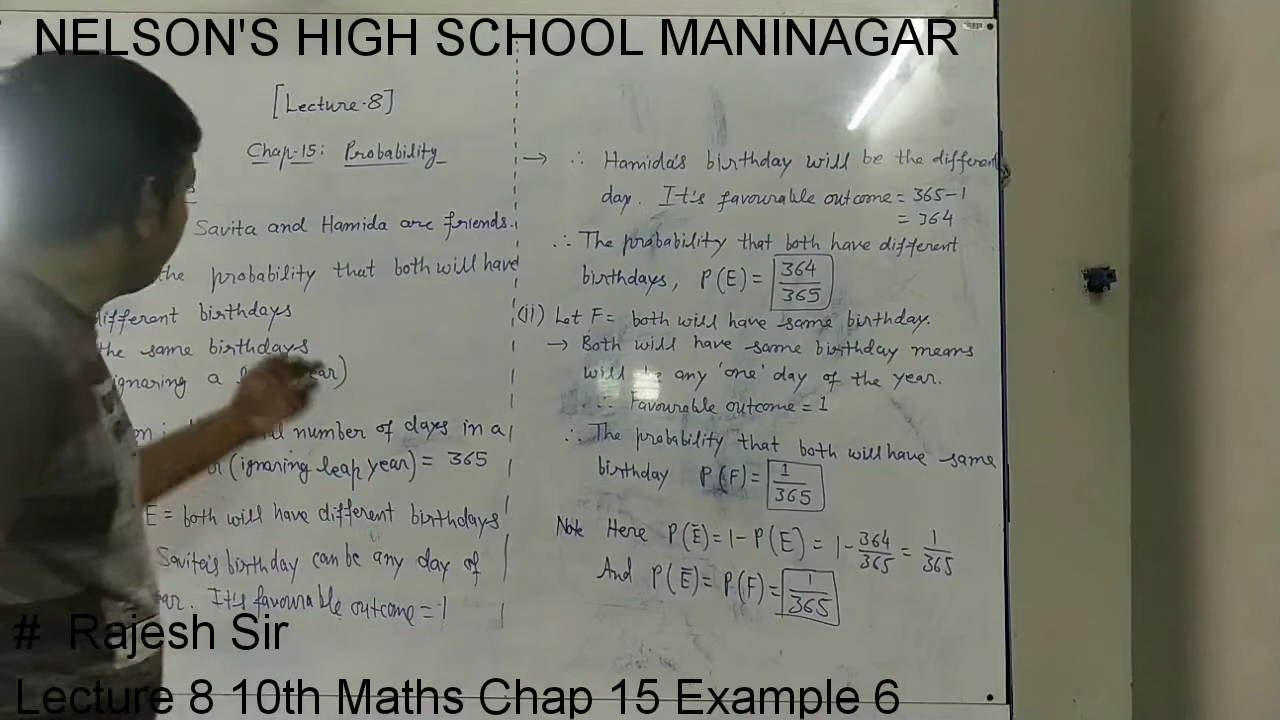 NELSON'S HIGH SCHOOL MANINAGAR
[Lecture-8]
Chap-15: Probability
Savita and Hamida are friends.
the probability that both will have
different birthdays
the same birthdays
ignoring a year)
number of days in a
(ignoring leap year) = 365
E = both will have different birthdays
Savita's birthday can be any day of
. It's favourable outcome = 1
→ ∴ Hamida's birthday will be the different
day. It's favourable outcome = 365-1
= 364
∴ The probability that both have different
birthdays, P(E) = 364/365
(ii) Let F = both will have same birthday.
→ Both will have same birthday means
will any 'one' day of the year.
∴ Favourable outcome = 1
∴ The probability that both will have same
birthday P(F) = 1/365
Note Here P(Ē) = 1 - P(E) = 1 - 364/365 = 1/365
And P(Ē) = P(F) = 1/365
# Rajesh Sir
Lecture 8 10th Maths Chap 15 Example 6